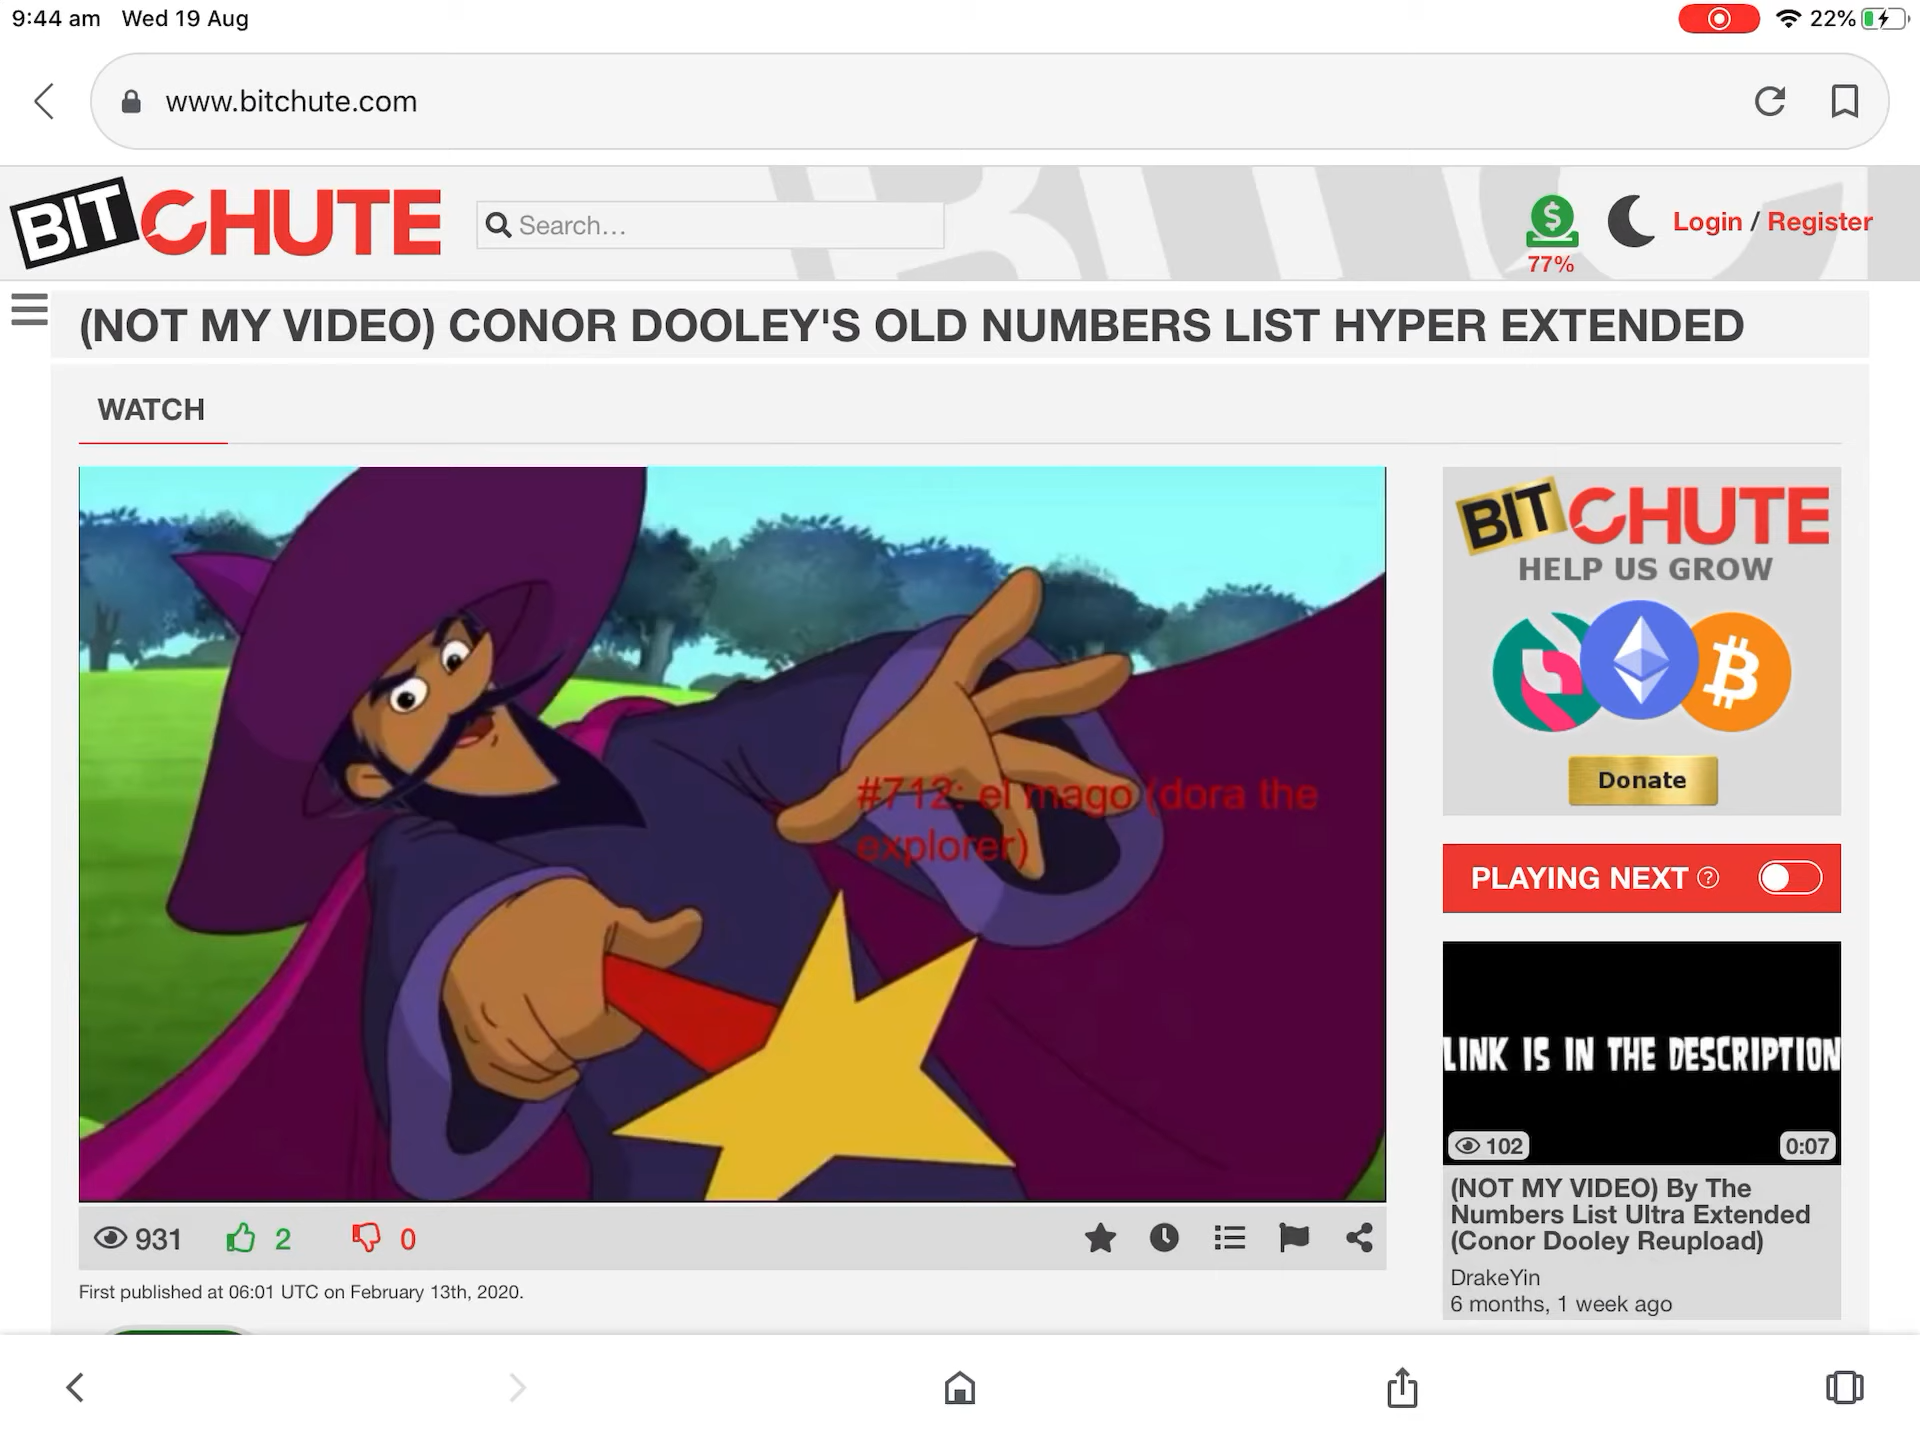 9:44 am Wed 19 Aug
22%
www.bitchute.com
BITCHUTE
Search...
77%
Login / Register
(NOT MY VIDEO) CONOR DOOLEY'S OLD NUMBERS LIST HYPER EXTENDED
WATCH
#712: el mago (dora the
explorer)
931 2 0
First published at 06:01 UTC on February 13th, 2020.
BITCHUTE
HELP US GROW
Donate
PLAYING NEXT ?
LINK IS IN THE DESCRIPTION
102 0:07
(NOT MY VIDEO) By The
Numbers List Ultra Extended
(Conor Dooley Reupload)
DrakeYin
6 months, 1 week ago